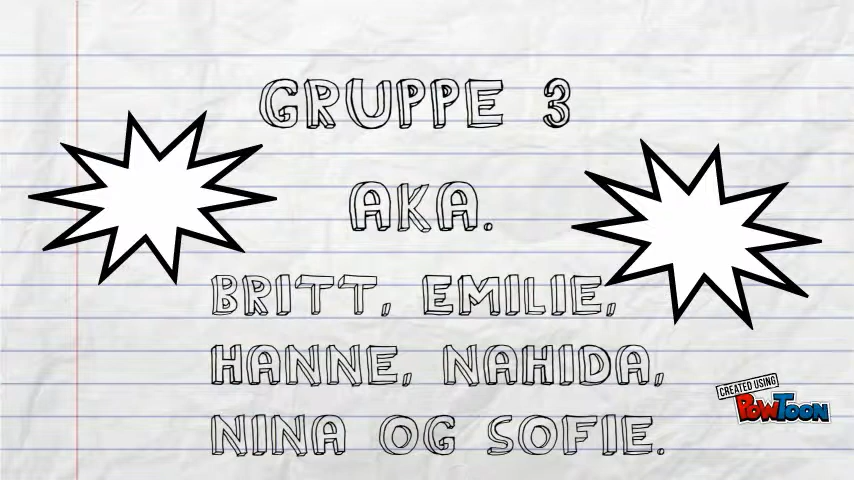 GRUPPE 3
AKA.
BRITT, EMILIE,
HANNE, NAHIDA,
NINA OG SOFIE.
CREATED USING
POWTOON